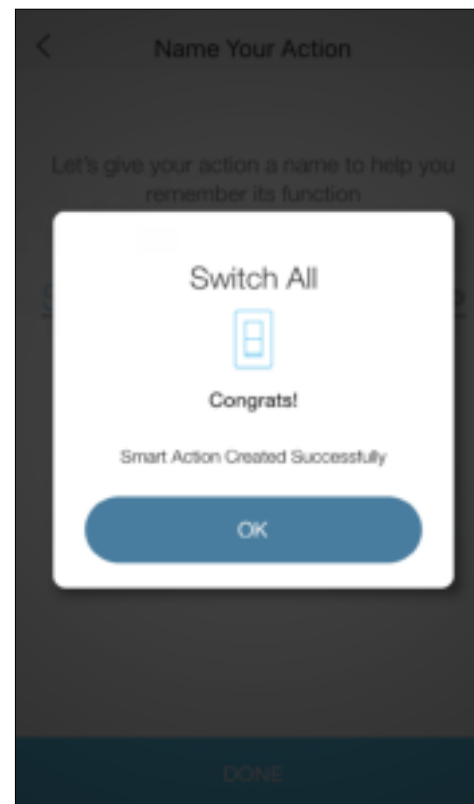 Name Your Action
Let's give your action a name to help you
remember its function
Switch All
Congrats!
Smart Action Created Successfully
OK
DONE